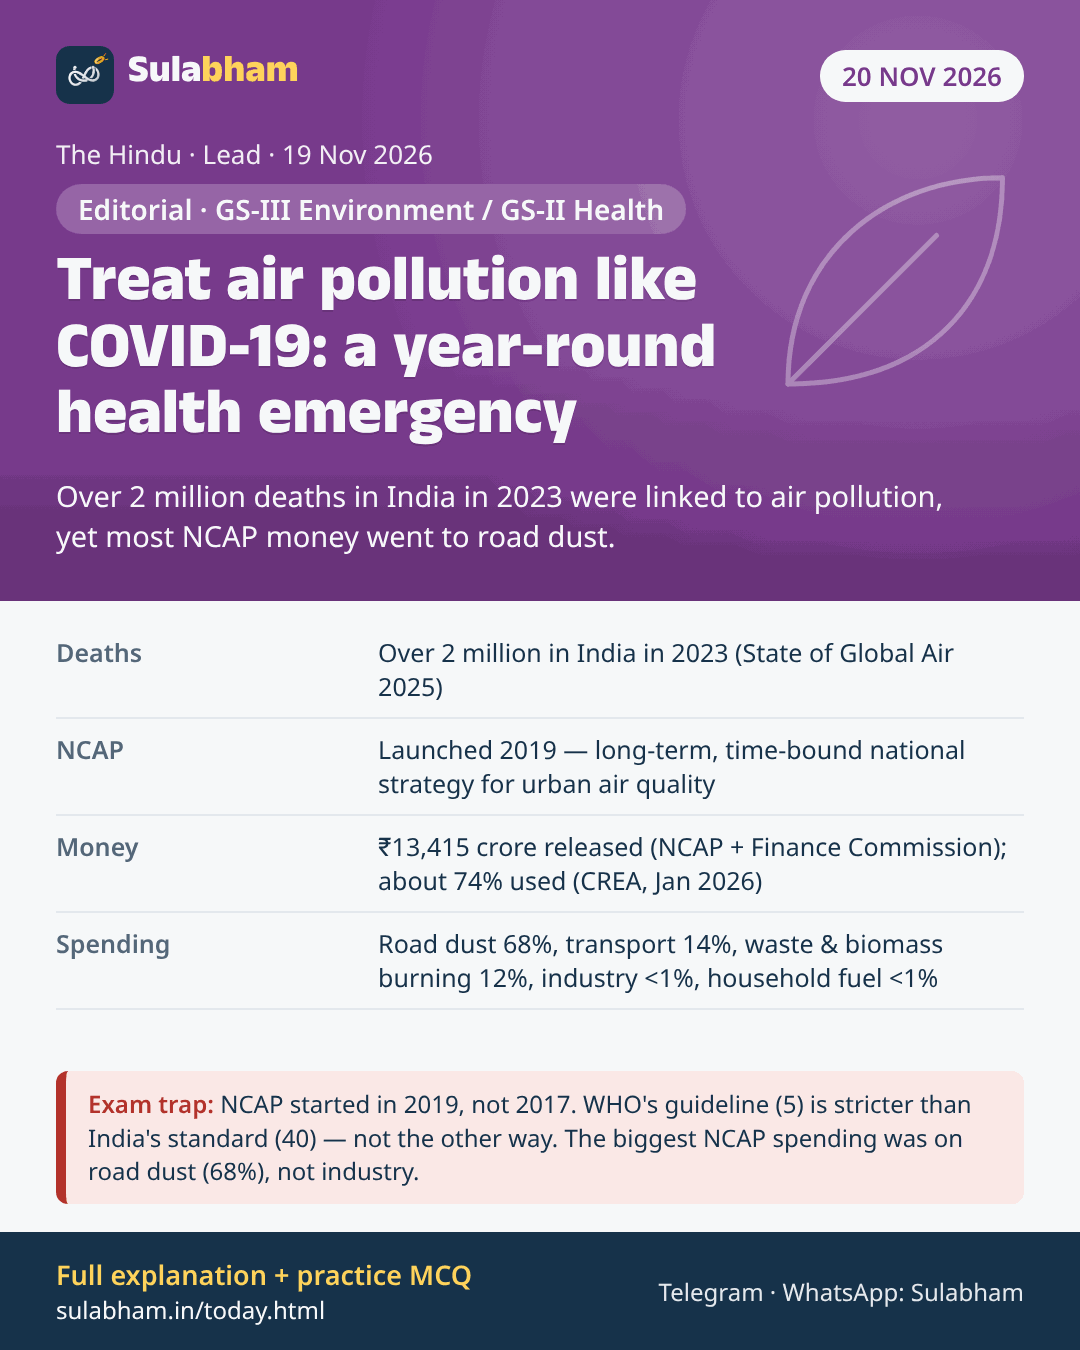 Sulabham
20 NOV 2026
The Hindu · Lead · 19 Nov 2026
Editorial · GS-III Environment / GS-II Health
Treat air pollution like
COVID-19: a year-round
health emergency
Over 2 million deaths in India in 2023 were linked to air pollution,
yet most NCAP money went to road dust.
Deaths
Over 2 million in India in 2023 (State of Global Air
2025)
NCAP
Launched 2019 — long-term, time-bound national
strategy for urban air quality
Money
₹13,415 crore released (NCAP + Finance Commission);
about 74% used (CREA, Jan 2026)
Spending
Road dust 68%, transport 14%, waste & biomass
burning 12%, industry <1%, household fuel <1%
Exam trap: NCAP started in 2019, not 2017. WHO's guideline (5) is stricter than
India's standard (40) — not the other way. The biggest NCAP spending was on
road dust (68%), not industry.
Full explanation + practice MCQ
sulabham.in/today.html
Telegram · WhatsApp: Sulabham